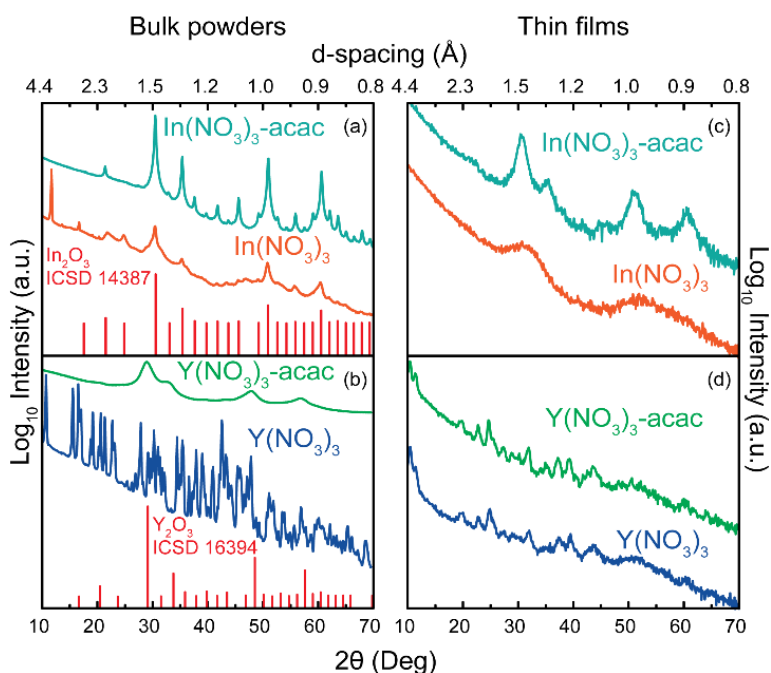 Bulk powders Thin films
d-spacing (Å)
4.4 2.3 1.5 1.2 1.0 0.9 0.8 4.4 2.3 1.5 1.2 1.0 0.9 0.8
(a) (c)
In(NO₃)₃-acac In(NO₃)₃-acac
In(NO₃)₃ In(NO₃)₃
In₂O₃
ICSD 14387
Log₁₀ Intensity (a.u.) Log₁₀ Intensity (a.u.)
(b) (d)
Y(NO₃)₃-acac Y(NO₃)₃-acac
Y(NO₃)₃ Y(NO₃)₃
Y₂O₃
ICSD 16394
10 20 30 40 50 60 70 10 20 30 40 50 60 70
2θ (Deg)